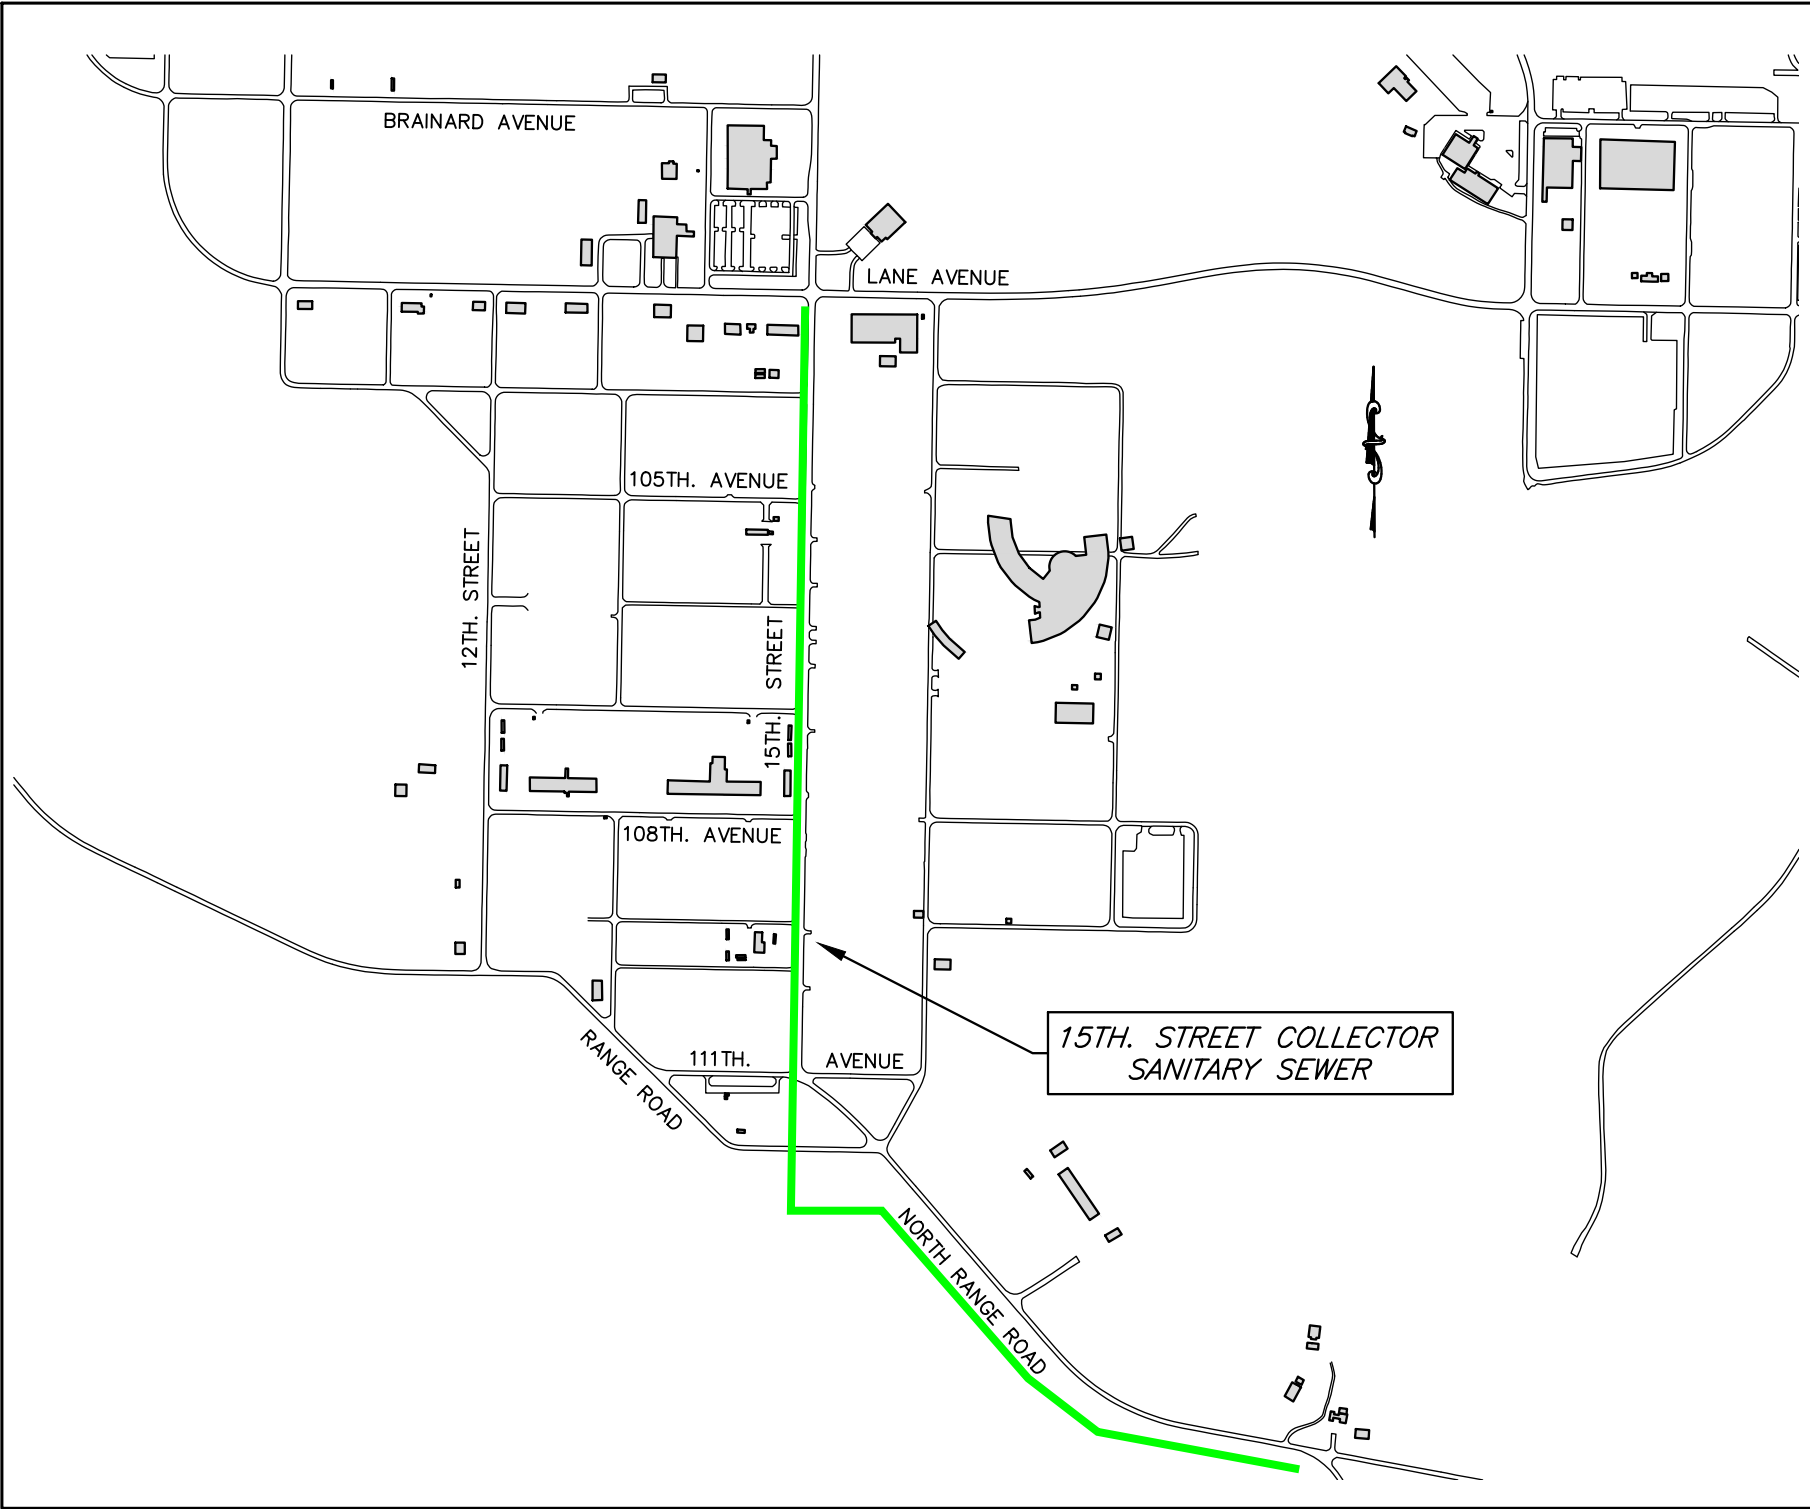 BRAINARD AVENUE
LANE AVENUE
105TH. AVENUE
12TH. STREET
15TH. STREET
108TH. AVENUE
111TH. AVENUE
RANGE ROAD
15TH. STREET COLLECTOR
SANITARY SEWER
NORTH RANGE ROAD